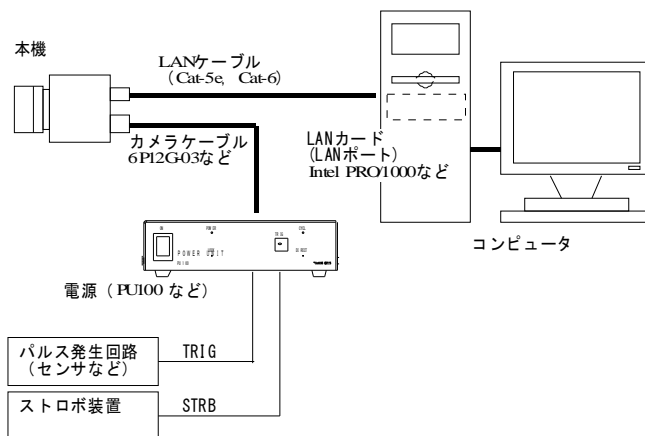 本機
LANケーブル
（Cat-5e, Cat-6）
カメラケーブル
6P12G-03など
LANカード
(LANポート)
Intel PRO/1000など
コンピュータ
ON
POWER UNIT
PU100
電源（PU100 など）
パルス発生回路
（センサなど）
TRIG
ストロボ装置
STRB